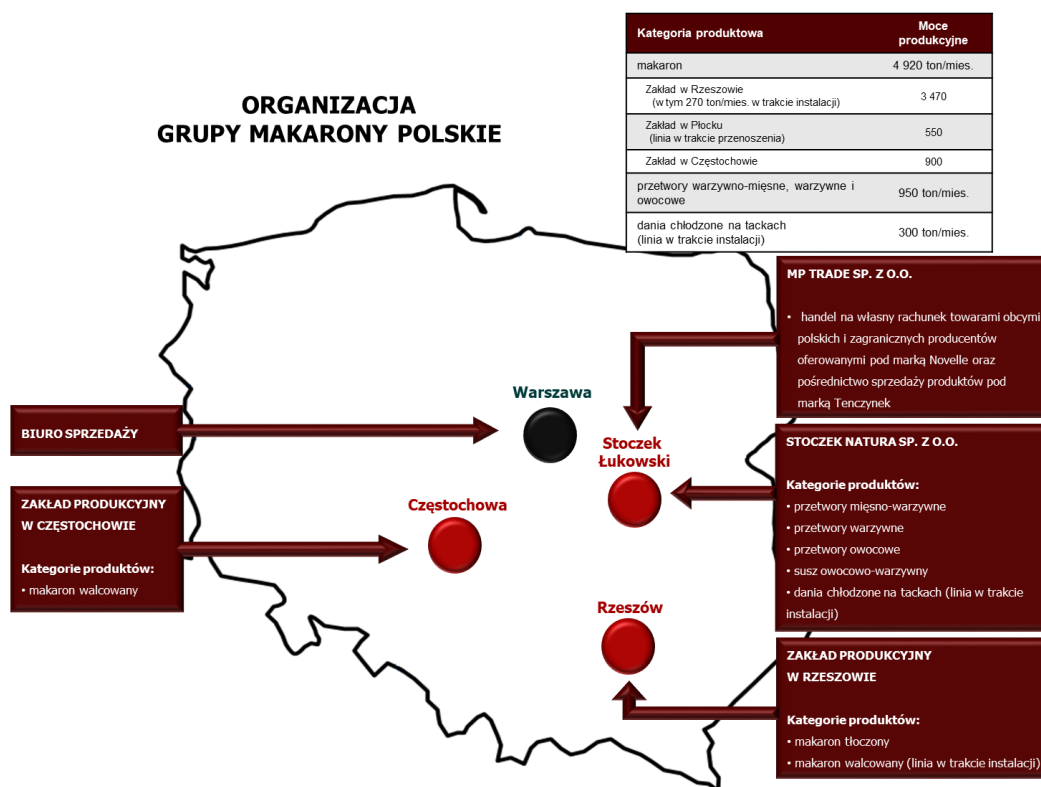 ORGANIZACJA
GRUPY MAKARONY POLSKIE
Kategoria produktowa
Moce
produkcyjne
makaron
4 920 ton/mies.
Zakład w Rzeszowie
(w tym 270 ton/mies. w trakcie instalacji)
3 470
Zakład w Płocku
(linia w trakcie przenoszenia)
550
Zakład w Częstochowie
900
przetwory warzywno-mięsne, warzywne i
owocowe
950 ton/mies.
dania chłodzone na tackach
(linia w trakcie instalacji)
300 ton/mies.
MP TRADE SP. Z O.O.
• handel na własny rachunek towarami obcymi
polskich i zagranicznych producentów
oferowanymi pod marką Novelle oraz
pośrednictwo sprzedaży produktów pod
marką Tenczynek
Warszawa
BIURO SPRZEDAŻY
Stoczek
Łukowski
STOCZEK NATURA SP. Z O.O.
Kategorie produktów:
• przetwory mięsno-warzywne
• przetwory warzywne
• przetwory owocowe
• susz owocowo-warzywny
• dania chłodzone na tackach (linia w trakcie
instalacji)
ZAKŁAD PRODUKCYJNY
W CZĘSTOCHOWIE
Kategorie produktów:
• makaron walcowany
Częstochowa
Rzeszów
ZAKŁAD PRODUKCYJNY
W RZESZOWIE
Kategorie produktów:
• makaron tłoczony
• makaron walcowany (linia w trakcie instalacji)